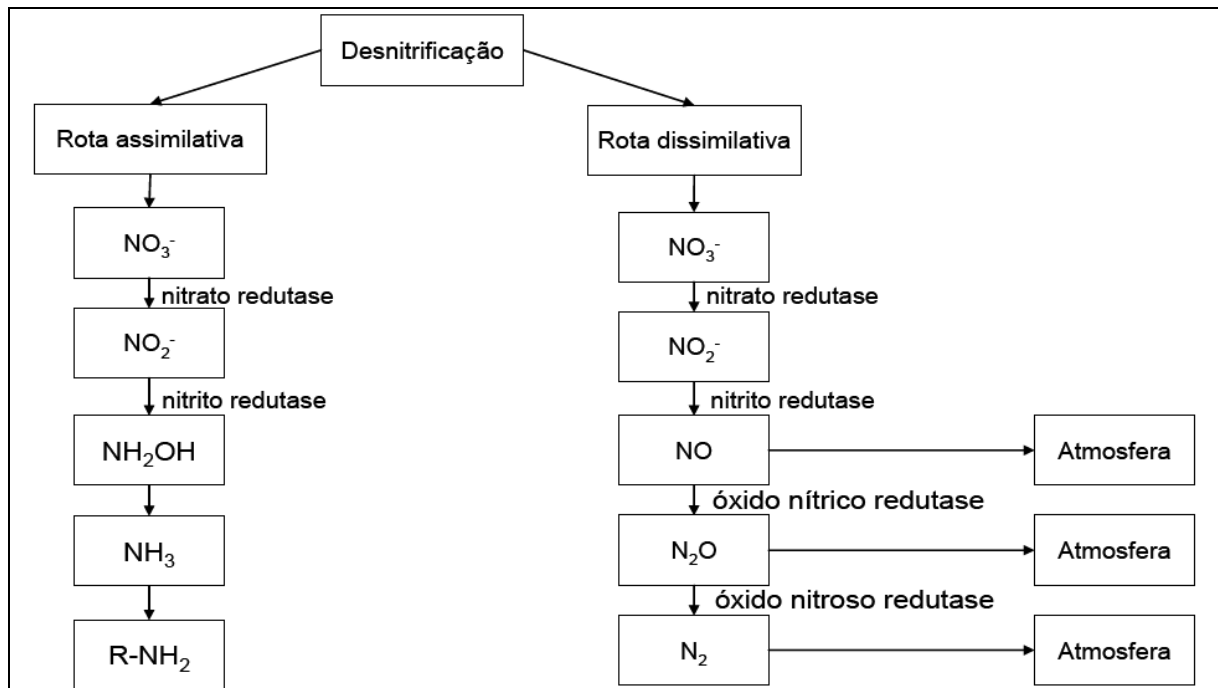 Desnitrificação
Rota assimilativa
NO₃⁻
nitrato redutase
NO₂⁻
nitrito redutase
NH₂OH
NH₃
R-NH₂
Rota dissimilativa
NO₃⁻
nitrato redutase
NO₂⁻
nitrito redutase
NO
Atmosfera
óxido nítrico redutase
N₂O
Atmosfera
óxido nitroso redutase
N₂
Atmosfera